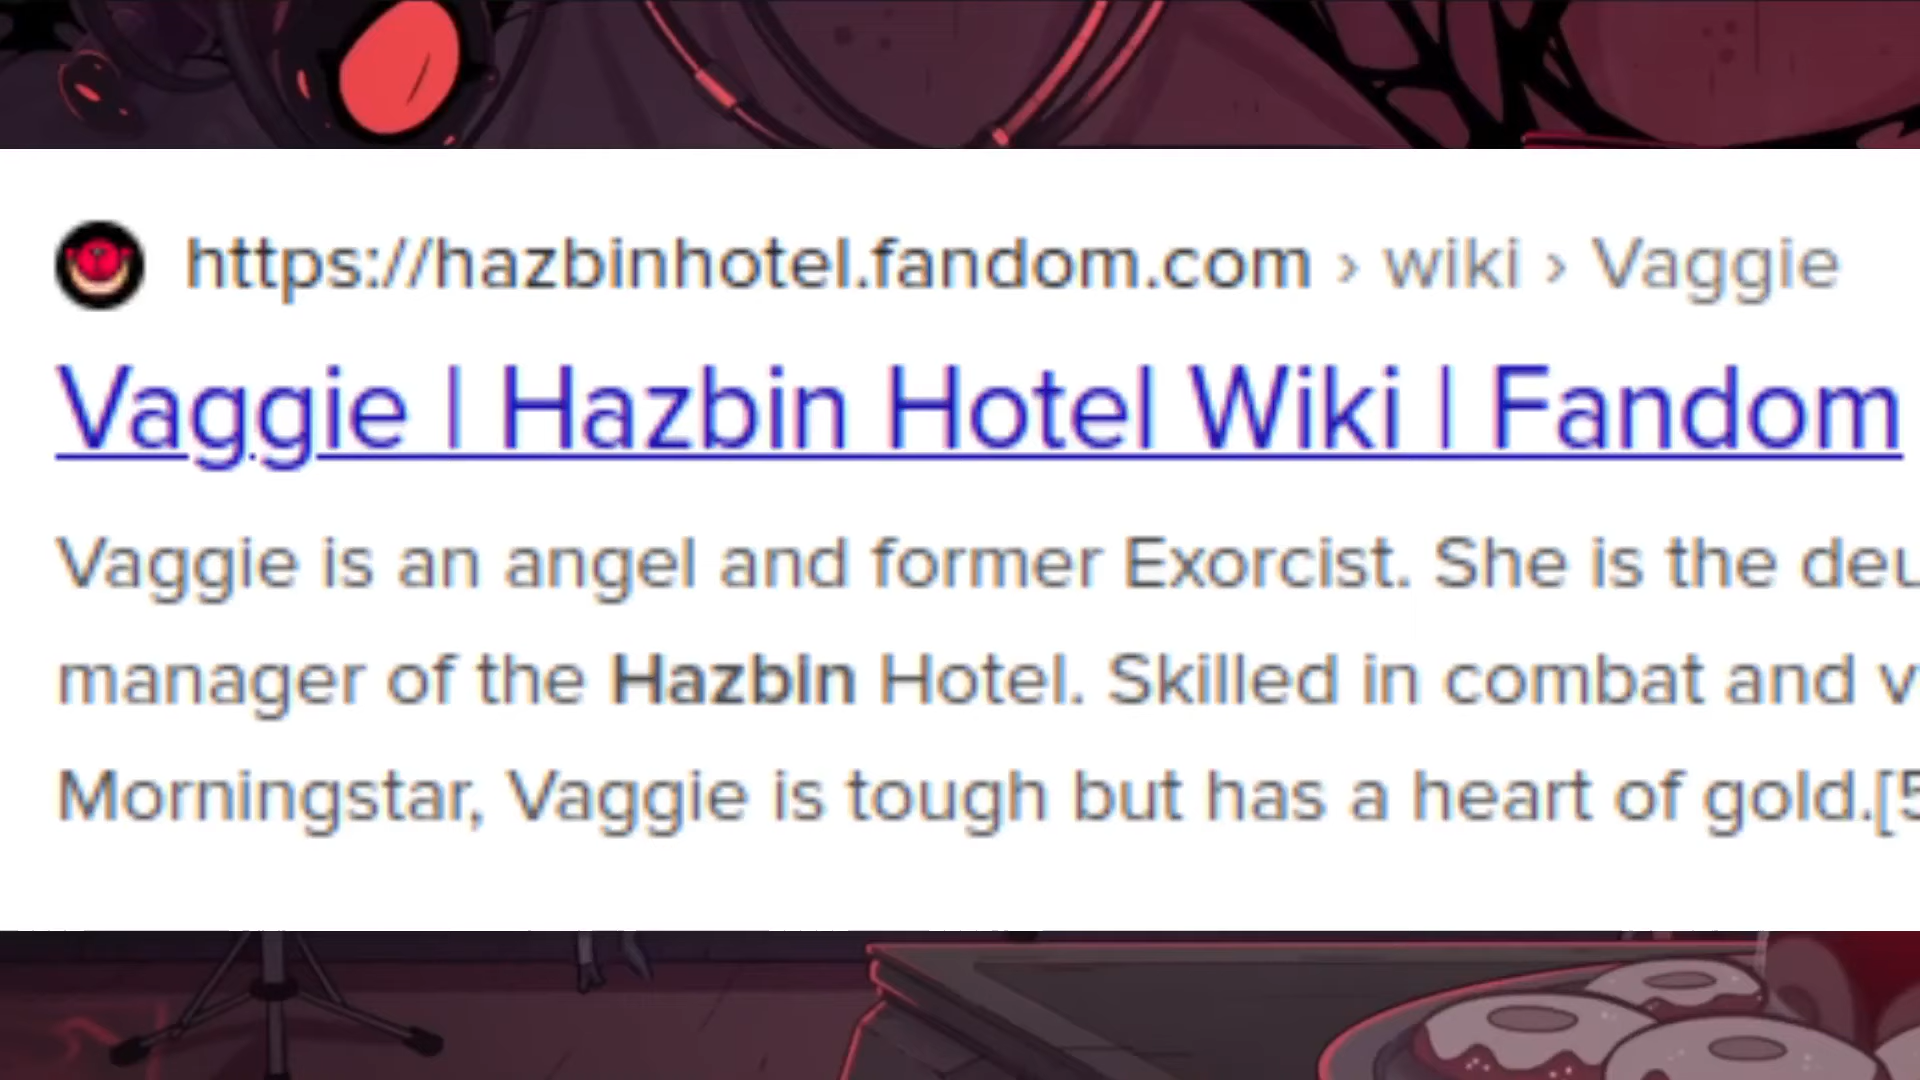 https://hazbinhotel.fandom.com › wiki › Vaggie
Vaggie | Hazbin Hotel Wiki | Fandom
Vaggie is an angel and former Exorcist. She is the
manager of the Hazbin Hotel. Skilled in combat and
Morningstar, Vaggie is tough but has a heart of gold.[5